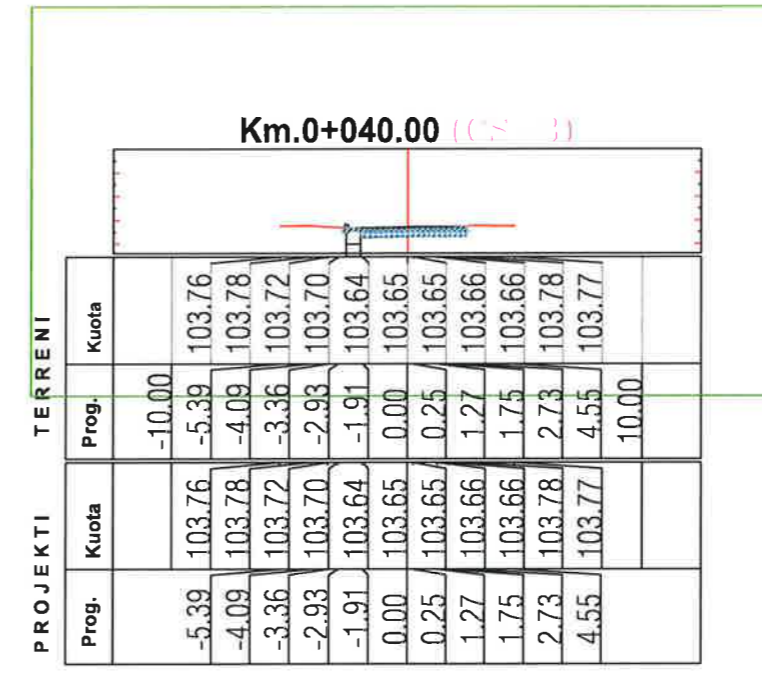 Km.0+040.00
TERRENI
Kuota 103.76 103.78 103.72 103.70 103.64 103.65 103.65 103.66 103.66 103.78 103.77
Prog. -10.00 -5.39 -4.09 -3.36 -2.93 -1.91 0.00 0.25 1.27 1.75 2.73 4.55 10.00
PROJEKTI
Kuota 103.76 103.78 103.72 103.70 103.64 103.65 103.65 103.66 103.66 103.78 103.77
Prog. -5.39 -4.09 -3.36 -2.93 -1.91 0.00 0.25 1.27 1.75 2.73 4.55